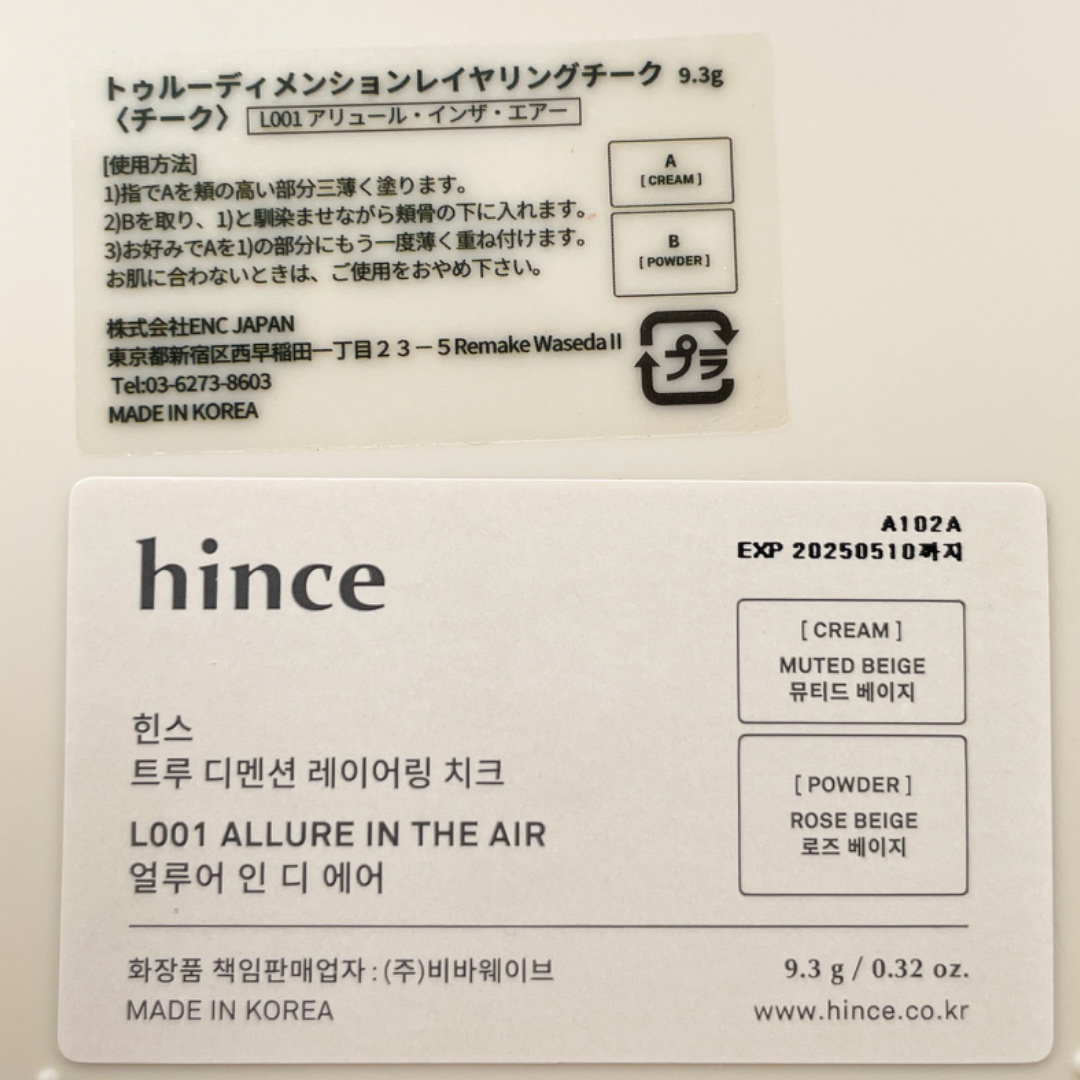 トゥルーディメンションレイヤリングチーク 9.3g
〈チーク〉 L001 アリュール・インザ・エアー
[使用方法]
1)指でAを頬の高い部分三薄く塗ります。
2)Bを取り、1)と馴染ませながら頬骨の下に入れます。
3)お好みでAを1)の部分にもう一度薄く重ね付けます。
お肌に合わないときは、ご使用をおやめ下さい。
A
[ CREAM ]
B
[ POWDER ]
株式会社ENC JAPAN
東京都新宿区西早稲田一丁目２３－５Remake Waseda II
Tel:03-6273-8603
MADE IN KOREA
プラ
hince
A102A
EXP 20250510까지
[ CREAM ]
MUTED BEIGE
뮤티드 베이지
[ POWDER ]
ROSE BEIGE
로즈 베이지
힌스
트루 디멘션 레이어링 치크
L001 ALLURE IN THE AIR
얼루어 인 디 에어
화장품 책임판매업자 : (주)비바웨이브
MADE IN KOREA
9.3 g / 0.32 oz.
www.hince.co.kr